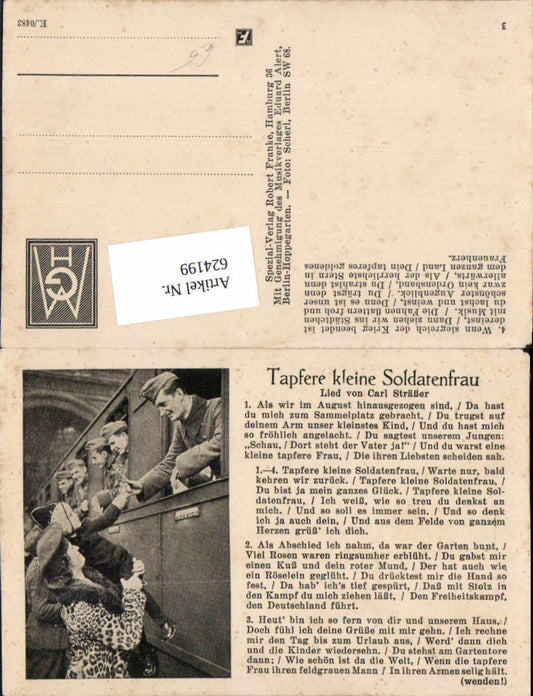 E./0483
3
Spezial-Verlag Robert Franke, Hamburg 36
Mit Genehmigung des Musikverlages Eduard Alert,
Berlin-Hoppegarten. — Foto: Scherl, Berlin SW 68.
WGH
Artikel Nr.
624199
4. Wenn siegreich der Krieg beendet ist
dereinst, / Dann ziehen wir ins Städtchen
mit Musik. / Die Fahnen flattern froh und
du lachst und weinst, / Denn es ist unser
schönster Augenblick. / Du trägst denn
zwar kein Ordensband, / Du strahlst denn
allerwärts, / Als der herrlichste Stern in
dem ganzen Land / Dein tapferes goldenes
Frauenherz.
Tapfere kleine Soldatenfrau
Lied von Carl Sträßer
1. Als wir im August hinausgezogen sind, / Da hast
du mich zum Sammelplatz gebracht, / Du trugst auf
deinem Arm unser kleinstes Kind, / Und du hast mich
so fröhlich angelacht. / Du sagtest unserem Jungen:
„Schau, / Dort steht der Vater ja!“ / Und du warst eine
kleine tapfere Frau, / Die ihren Liebsten scheiden sah.
1.—4. Tapfere kleine Soldatenfrau, / Warte nur, bald
kehren wir zurück. / Tapfere kleine Soldatenfrau, /
Du bist ja mein ganzes Glück. / Tapfere kleine Sol-
datenfrau, / Ich weiß, wie so treu du denkst an
mich. / Und so soll es immer sein. / Und so denk
ich ja auch dein, / Und aus dem Felde von ganzem
Herzen grüß' ich dich.
2. Als Abschied ich nahm, da war der Garten bunt, /
Viel Rosen waren ringsumher erblüht. / Du gabst mir
einen Kuß und dein roter Mund, / Der hat auch wie
ein Röselein geglüht. / Du drücktest mir die Hand so
fest, / Da hab' ich's tief gespürt, / Daß mit Stolz in
den Kampf du mich ziehen läßt, / Den Freiheitskampf,
den Deutschland führt.
3. Heut' bin ich so fern von dir und unserem Haus, /
Doch fühl ich deine Grüße mit mir gehn. / Ich rechne
mir den Tag bis zum Urlaub aus, / Werd' dann dich
und die Kinder wiedersehn. / Du stehst am Gartentore
dann; / Wie schön ist da die Welt, / Wenn die tapfere
Frau ihren feldgrauen Mann / In ihren Armen selig hält.
(wenden!)